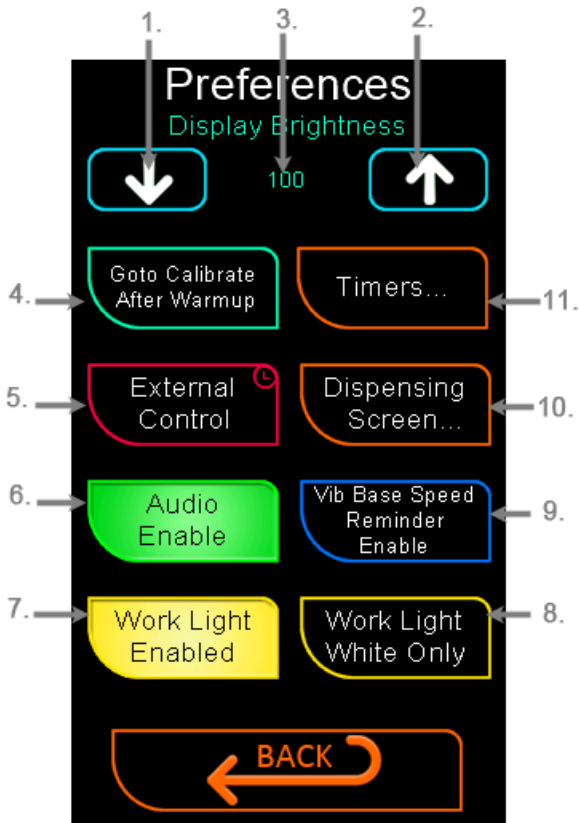 1.
3.
2.
Preferences
Display Brightness
100
4.
Goto Calibrate
After Warmup
Timers...
11.
5.
External
Control
Dispensing
Screen...
10.
6.
Audio
Enable
Vib Base Speed
Reminder
Enable
9.
7.
Work Light
Enabled
Work Light
White Only
8.
BACK